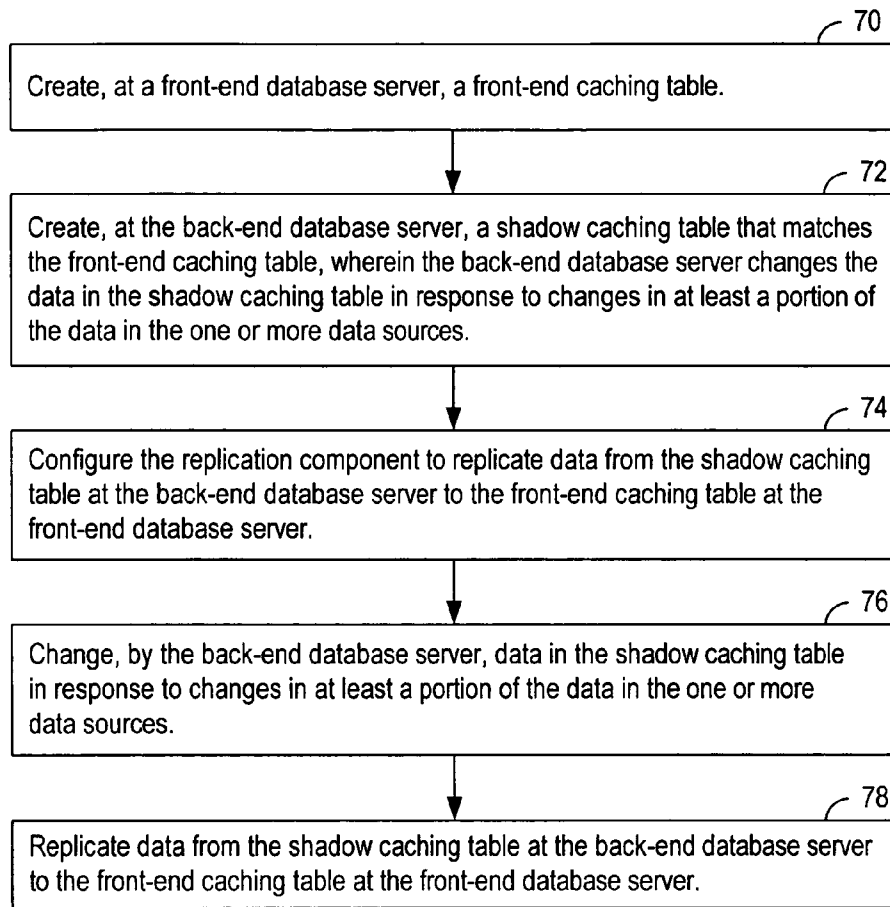 70
Create, at a front-end database server, a front-end caching table.
72
Create, at the back-end database server, a shadow caching table that matches
the front-end caching table, wherein the back-end database server changes the
data in the shadow caching table in response to changes in at least a portion of
the data in the one or more data sources.
74
Configure the replication component to replicate data from the shadow caching
table at the back-end database server to the front-end caching table at the
front-end database server.
76
Change, by the back-end database server, data in the shadow caching table
in response to changes in at least a portion of the data in the one or more
data sources.
78
Replicate data from the shadow caching table at the back-end database server
to the front-end caching table at the front-end database server.